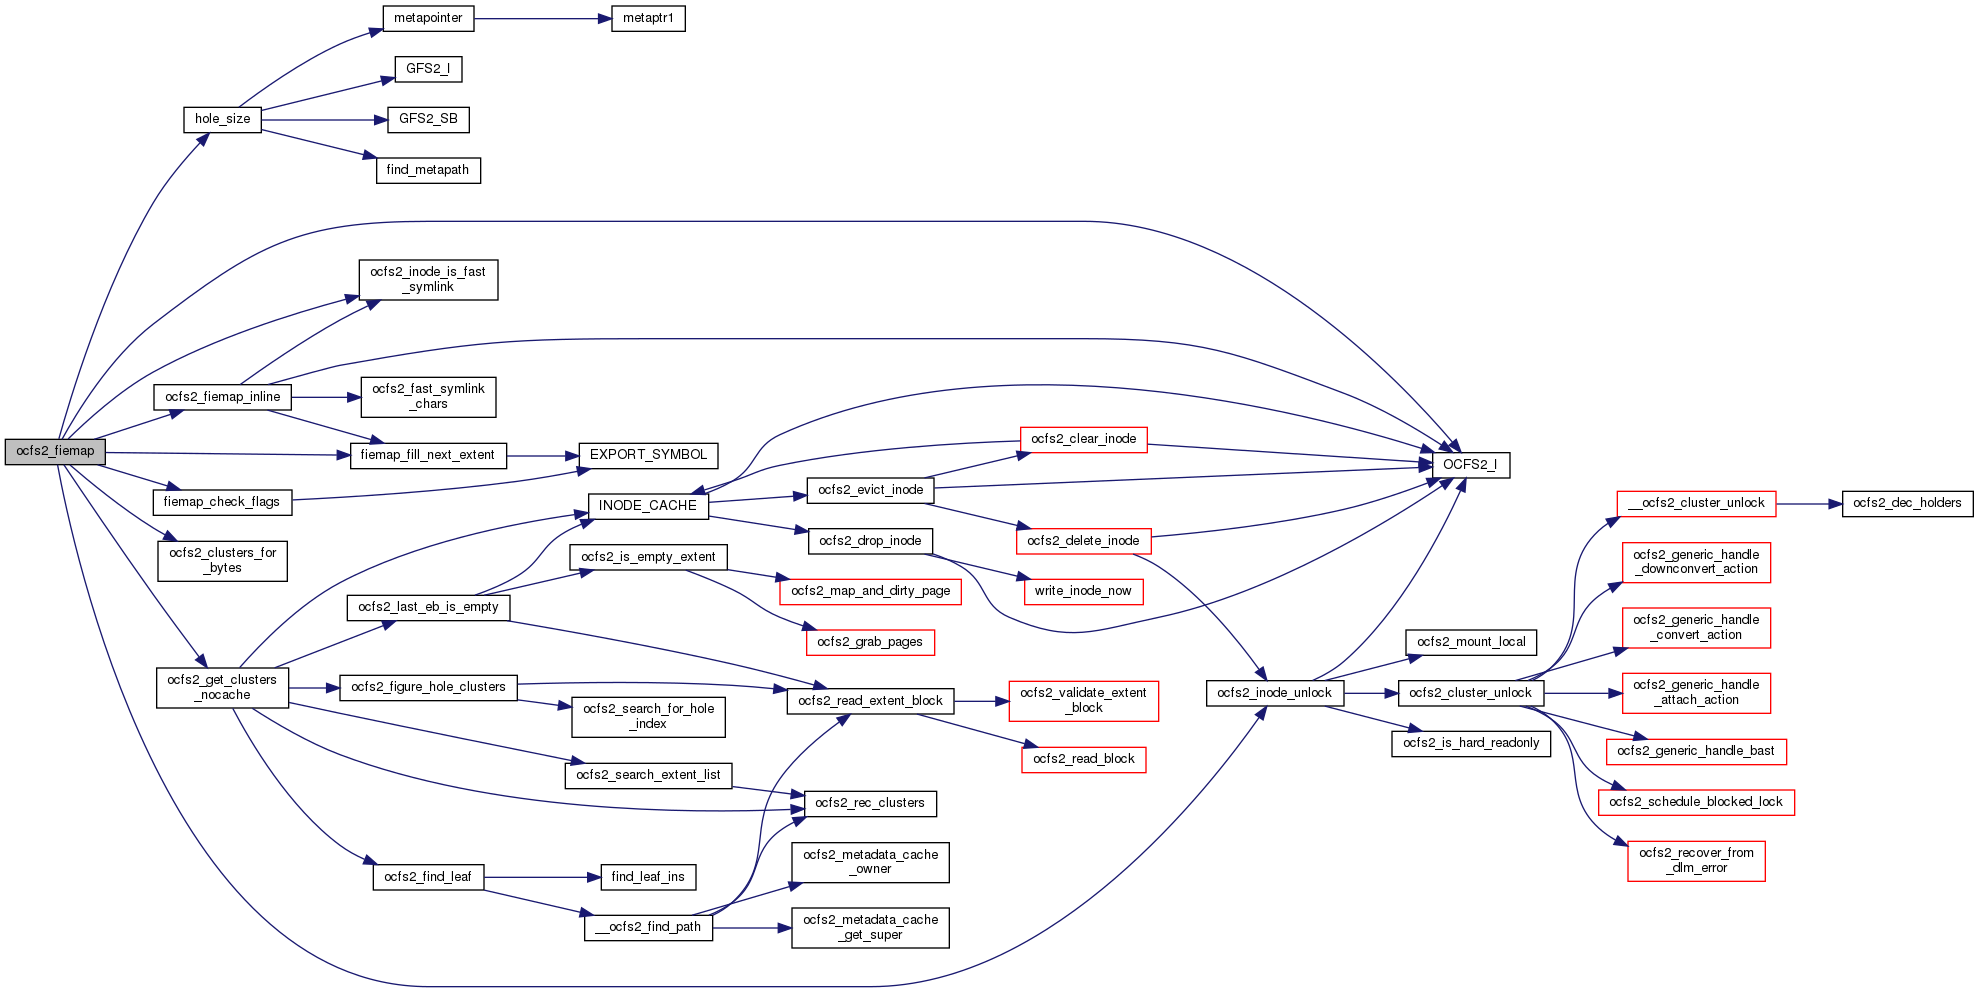 metapointer
metaptr1
GFS2_I
hole_size
GFS2_SB
find_metapath
ocfs2_inode_is_fast
_symlink
ocfs2_fiemap_inline
ocfs2_fast_symlink
_chars
ocfs2_fiemap
fiemap_fill_next_extent
EXPORT_SYMBOL
ocfs2_clear_inode
OCFS2_I
fiemap_check_flags
INODE_CACHE
ocfs2_evict_inode
__ocfs2_cluster_unlock
ocfs2_dec_holders
ocfs2_clusters_for
_bytes
ocfs2_is_empty_extent
ocfs2_drop_inode
ocfs2_delete_inode
ocfs2_generic_handle
_downconvert_action
ocfs2_last_eb_is_empty
ocfs2_map_and_dirty_page
write_inode_now
ocfs2_grab_pages
ocfs2_mount_local
ocfs2_generic_handle
_convert_action
ocfs2_get_clusters
_nocache
ocfs2_figure_hole_clusters
ocfs2_search_for_hole
_index
ocfs2_read_extent_block
ocfs2_validate_extent
_block
ocfs2_inode_unlock
ocfs2_cluster_unlock
ocfs2_generic_handle
_attach_action
ocfs2_read_block
ocfs2_is_hard_readonly
ocfs2_generic_handle_bast
ocfs2_search_extent_list
ocfs2_rec_clusters
ocfs2_schedule_blocked_lock
ocfs2_find_leaf
find_leaf_ins
ocfs2_metadata_cache
_owner
ocfs2_recover_from
_dlm_error
__ocfs2_find_path
ocfs2_metadata_cache
_get_super